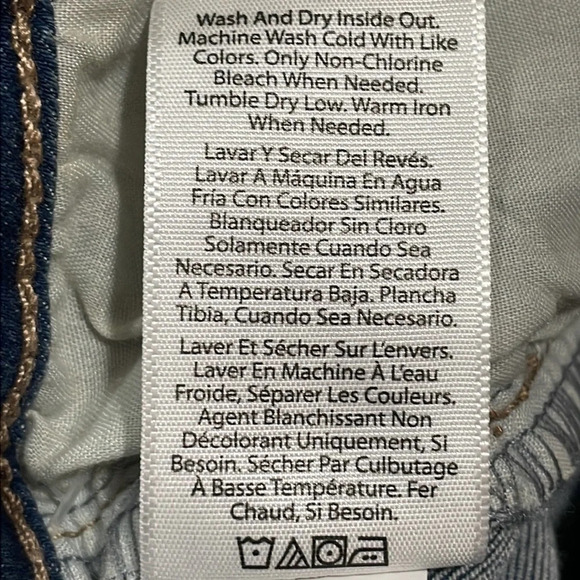 Wash And Dry Inside Out.
Machine Wash Cold With Like
Colors. Only Non-Chlorine
Bleach When Needed.
Tumble Dry Low. Warm Iron
When Needed.
Lavar Y Secar Del Revés.
Lavar A Máquina En Agua
Fría Con Colores Similares.
Blanqueador Sin Cloro
Solamente Cuando Sea
Necesario. Secar En Secadora
A Temperatura Baja. Plancha
Tibia, Cuando Sea Necesario.
Laver Et Sécher Sur L'envers.
Laver En Machine À L'eau
Froide, Séparer Les Couleurs.
Agent Blanchissant Non
Décolorant Uniquement, Si
Besoin. Sécher Par Culbutage
À Basse Température. Fer
Chaud, Si Besoin.